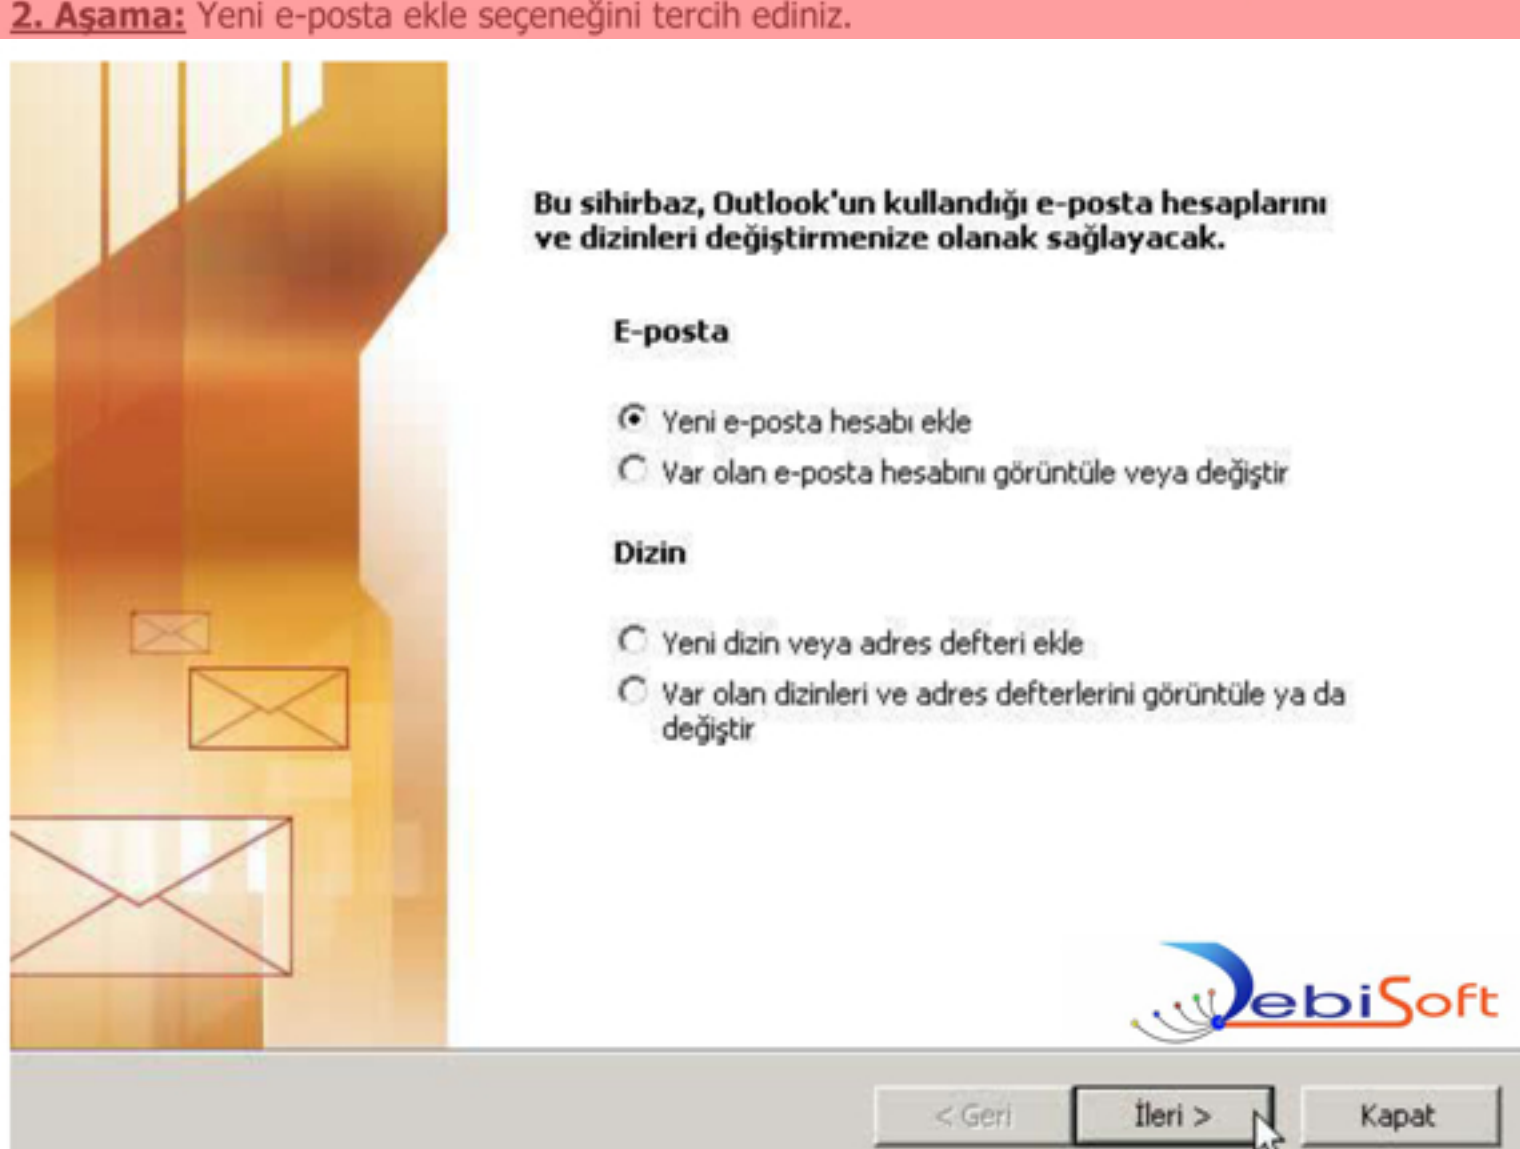 2. Aşama: Yeni e-posta ekle seçeneğini tercih ediniz.
Bu sihirbaz, Outlook'un kullandığı e-posta hesaplarını
ve dizinleri değiştirmenize olanak sağlayacak.
E-posta
Yeni e-posta hesabı ekle
Var olan e-posta hesabını görüntüle veya değiştir
Dizin
Yeni dizin veya adres defteri ekle
Var olan dizinleri ve adres defterlerini görüntüle ya da
değiştir
DebiSoft
< Geri
İleri >
Kapat